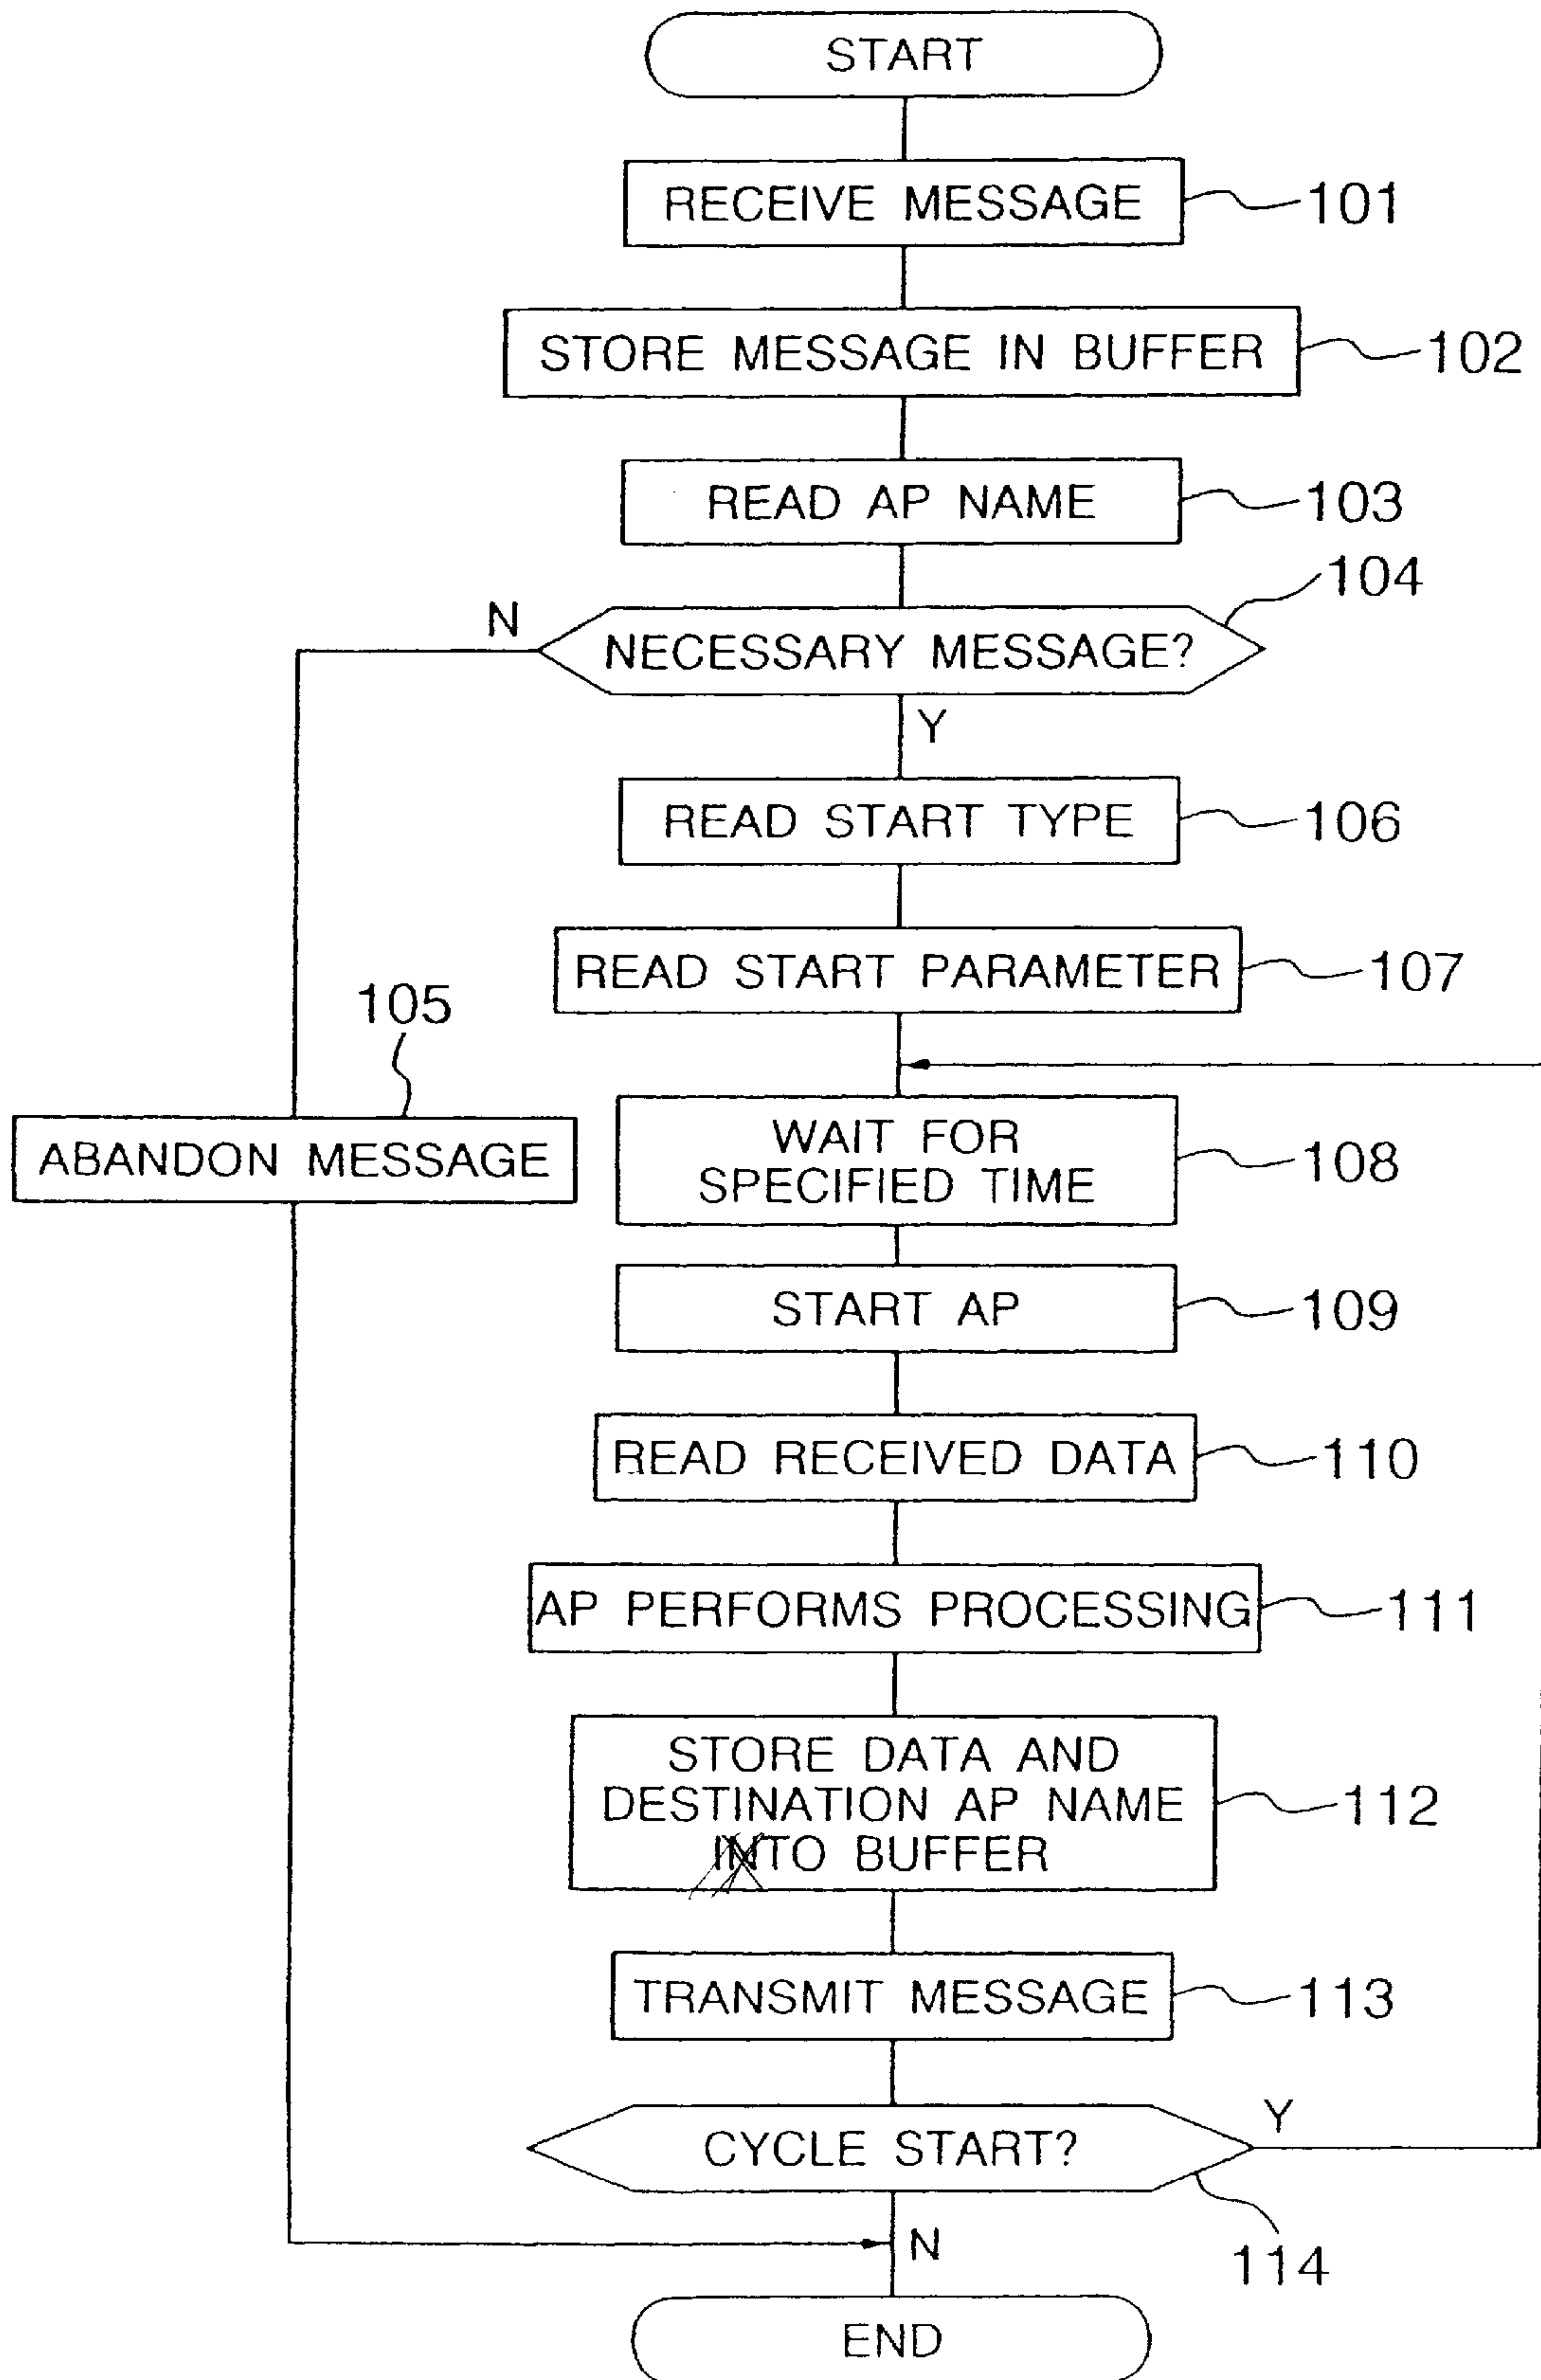 START
RECEIVE MESSAGE
101
STORE MESSAGE IN BUFFER
102
READ AP NAME
103
104
N
NECESSARY MESSAGE?
Y
READ START TYPE
106
READ START PARAMETER
107
105
ABANDON MESSAGE
WAIT FOR
SPECIFIED TIME
108
START AP
109
READ RECEIVED DATA
110
AP PERFORMS PROCESSING
111
STORE DATA AND
DESTINATION AP NAME
INTO BUFFER
112
TRANSMIT MESSAGE
113
CYCLE START?
Y
N
114
END